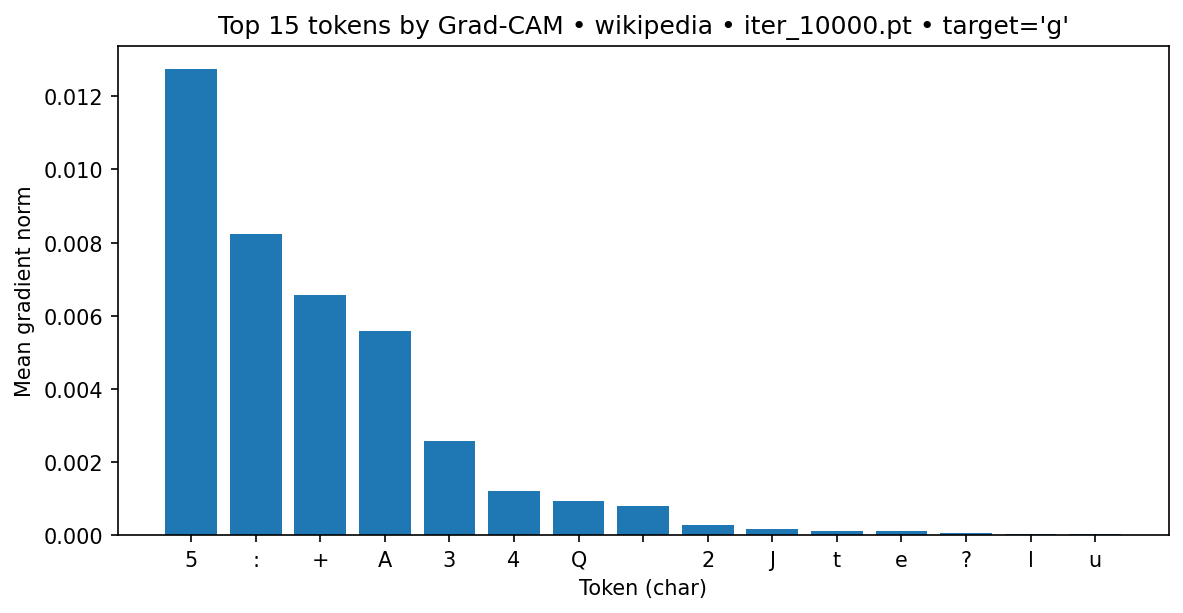 Top 15 tokens by Grad-CAM • wikipedia • iter_10000.pt • target='g'
Mean gradient norm
0.012
0.010
0.008
0.006
0.004
0.002
0.000
5 : + A 3 4 Q 2 J t e ? l u
Token (char)